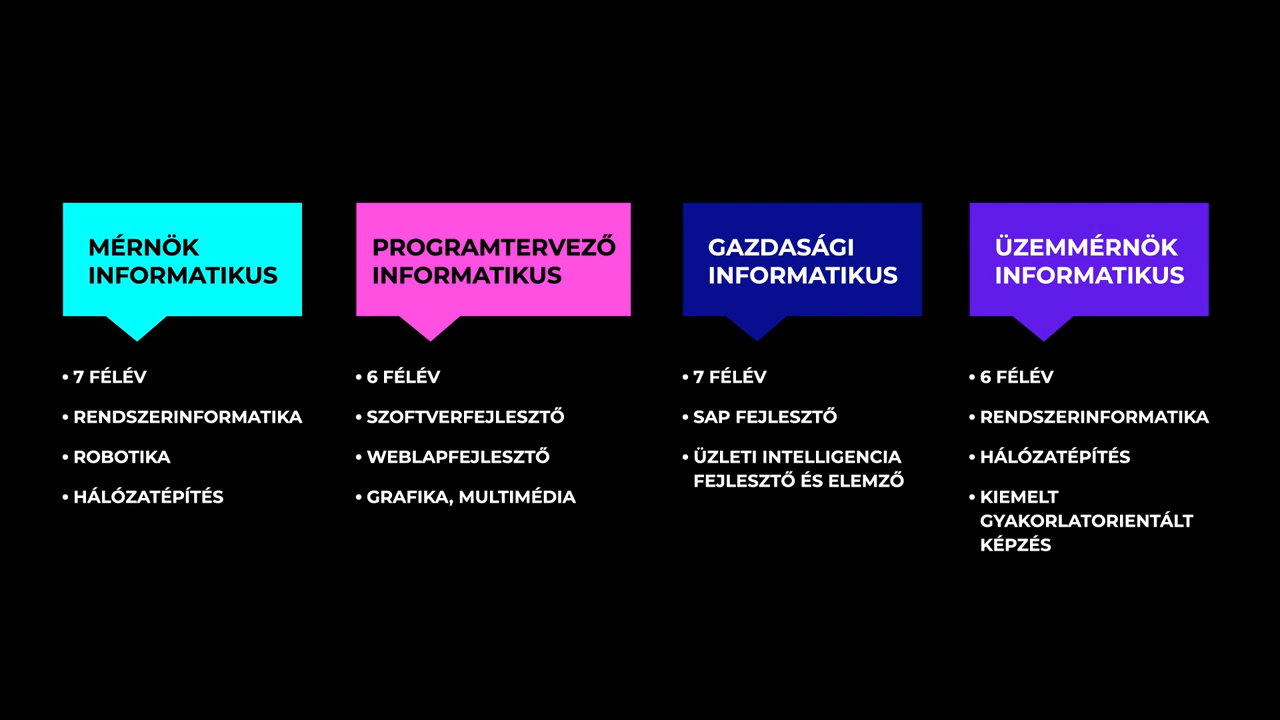 MÉRNÖK
INFORMATIKUS
• 7 FÉLÉV
• RENDSZERINFORMATIKA
• ROBOTIKA
• HÁLÓZATÉPÍTÉS
PROGRAMTERVEZŐ
INFORMATIKUS
• 6 FÉLÉV
• SZOFTVERFEJLESZTŐ
• WEBLAPFEJLESZTŐ
• GRAFIKA, MULTIMÉDIA
GAZDASÁGI
INFORMATIKUS
• 7 FÉLÉV
• SAP FEJLESZTŐ
• ÜZLETI INTELLIGENCIA
FEJLESZTŐ ÉS ELEMZŐ
ÜZEMMÉRNÖK
INFORMATIKUS
• 6 FÉLÉV
• RENDSZERINFORMATIKA
• HÁLÓZATÉPÍTÉS
• KIEMELT
GYAKORLATORIENTÁLT
KÉPZÉS